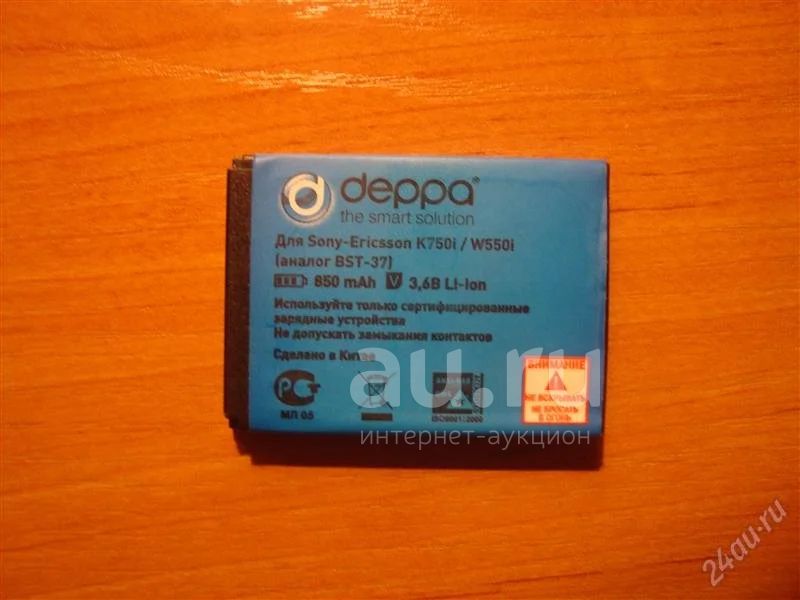 d deppa®
the smart solution
Для Sony-Ericsson K750i / W550i
(аналог BST-37)
850 mAh V 3,6В Li-Ion
Используйте только сертифицированные
зарядные устройства
Не допускать замыкания контактов
Сделано в Китае
РСТ
МЛ 05
ISO9001:2000
ВНИМАНИЕ
НЕ ВСКРЫВАТЬ
НЕ БРОСАТЬ
В ОГОНЬ
au.ru
интернет-аукцион
24au.ru